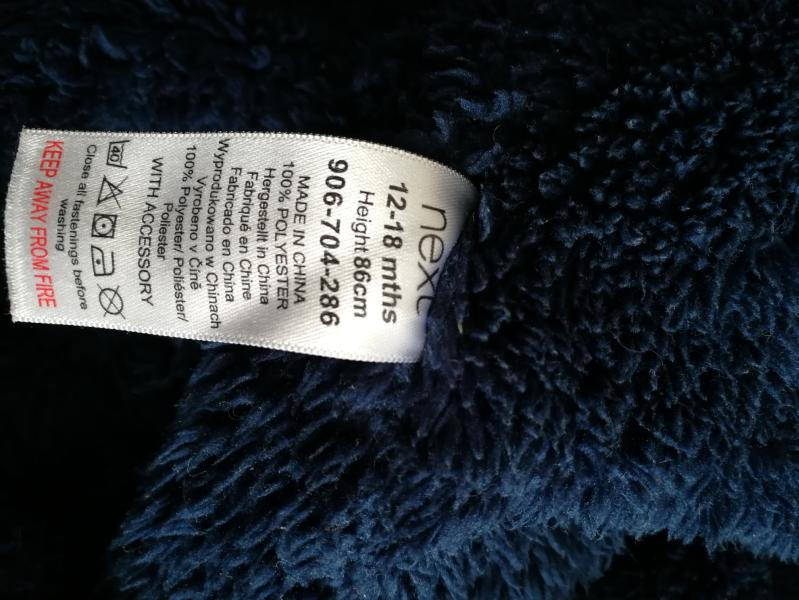 next
12-18 mths
Height 86cm
906-704-286
MADE IN CHINA
100% POLYESTER
Hergestellt in China
Fabriqué en Chine
Fabricado en China
Wyprodukowano w Chinach
Vyrobeno v Číně
100% Polyester/ Poliéster/
Poliester
WITH ACCESSORY
40
Close all fastenings before
washing
KEEP AWAY FROM FIRE